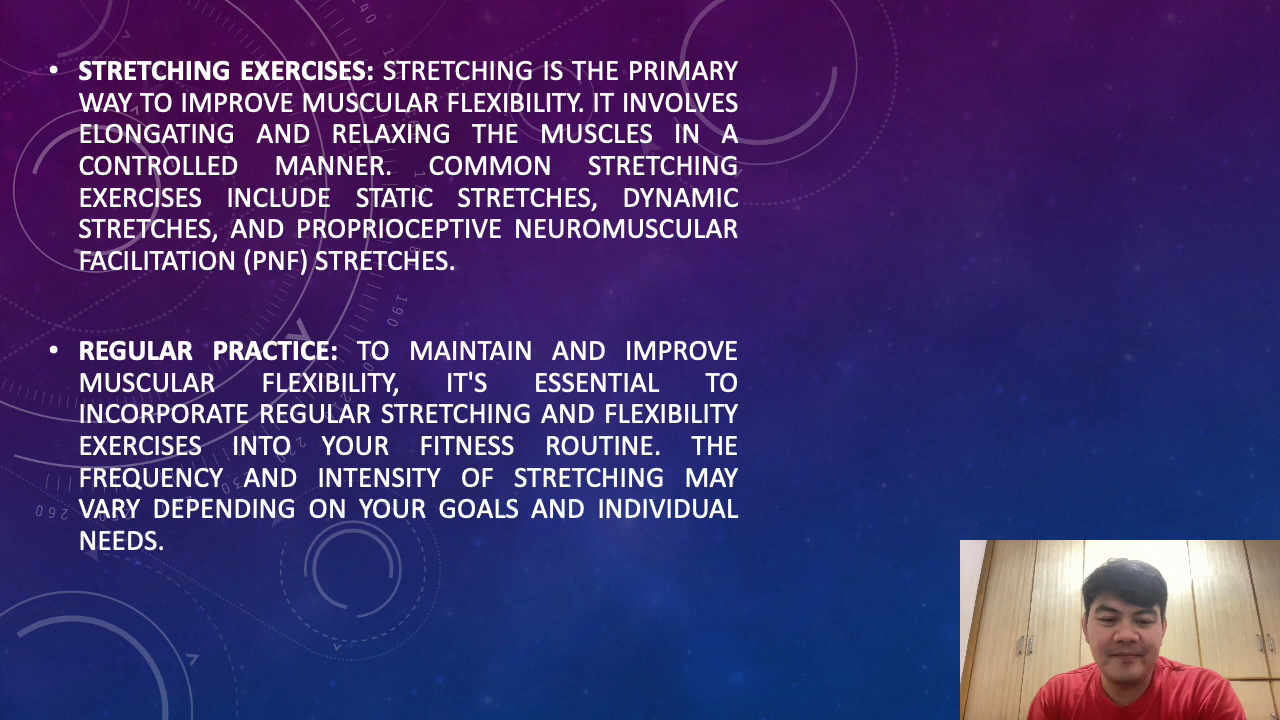 • STRETCHING EXERCISES: STRETCHING IS THE PRIMARY
WAY TO IMPROVE MUSCULAR FLEXIBILITY. IT INVOLVES
ELONGATING AND RELAXING THE MUSCLES IN A
CONTROLLED MANNER. COMMON STRETCHING
EXERCISES INCLUDE STATIC STRETCHES, DYNAMIC
STRETCHES, AND PROPRIOCEPTIVE NEUROMUSCULAR
FACILITATION (PNF) STRETCHES.
• REGULAR PRACTICE: TO MAINTAIN AND IMPROVE
MUSCULAR FLEXIBILITY, IT'S ESSENTIAL TO
INCORPORATE REGULAR STRETCHING AND FLEXIBILITY
EXERCISES INTO YOUR FITNESS ROUTINE. THE
FREQUENCY AND INTENSITY OF STRETCHING MAY
VARY DEPENDING ON YOUR GOALS AND INDIVIDUAL
NEEDS.
190
260